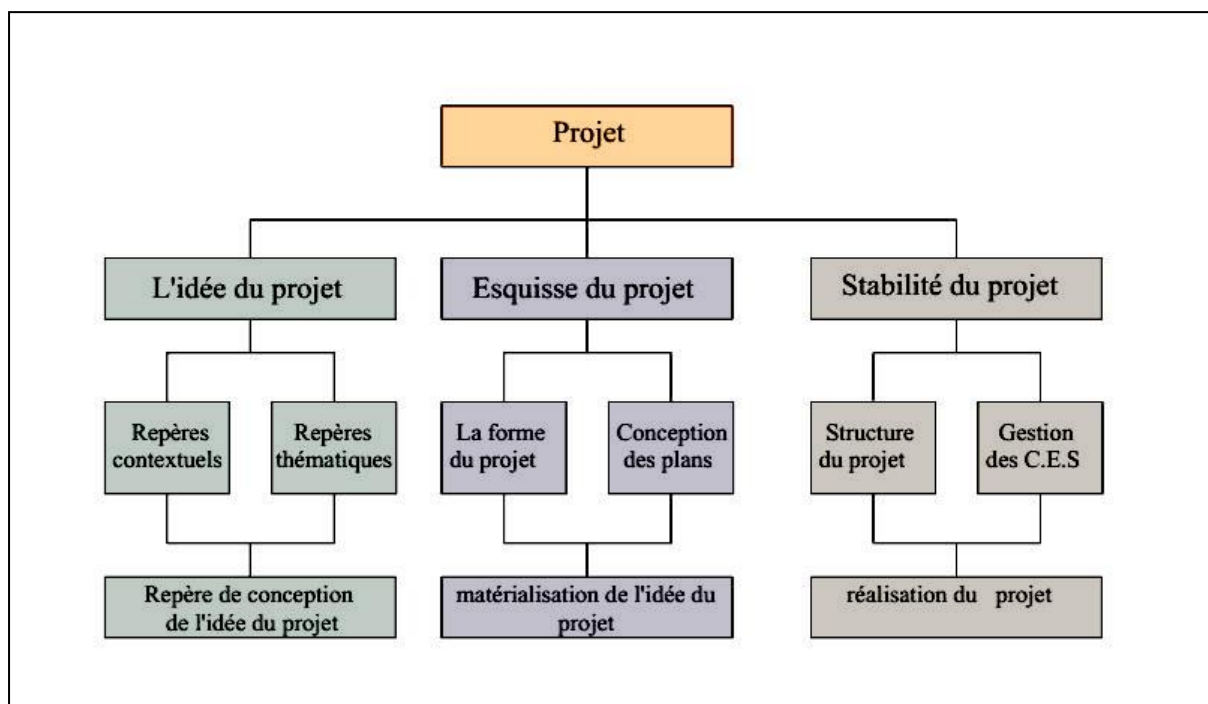 Projet
L'idée du projet
Esquisse du projet
Stabilité du projet
Repères
contextuels
Repères
thématiques
La forme
du projet
Conception
des plans
Structure
du projet
Gestion
des C.E.S
Repère de conception
de l'idée du projet
matérialisation de l'idée du
projet
réalisation du projet